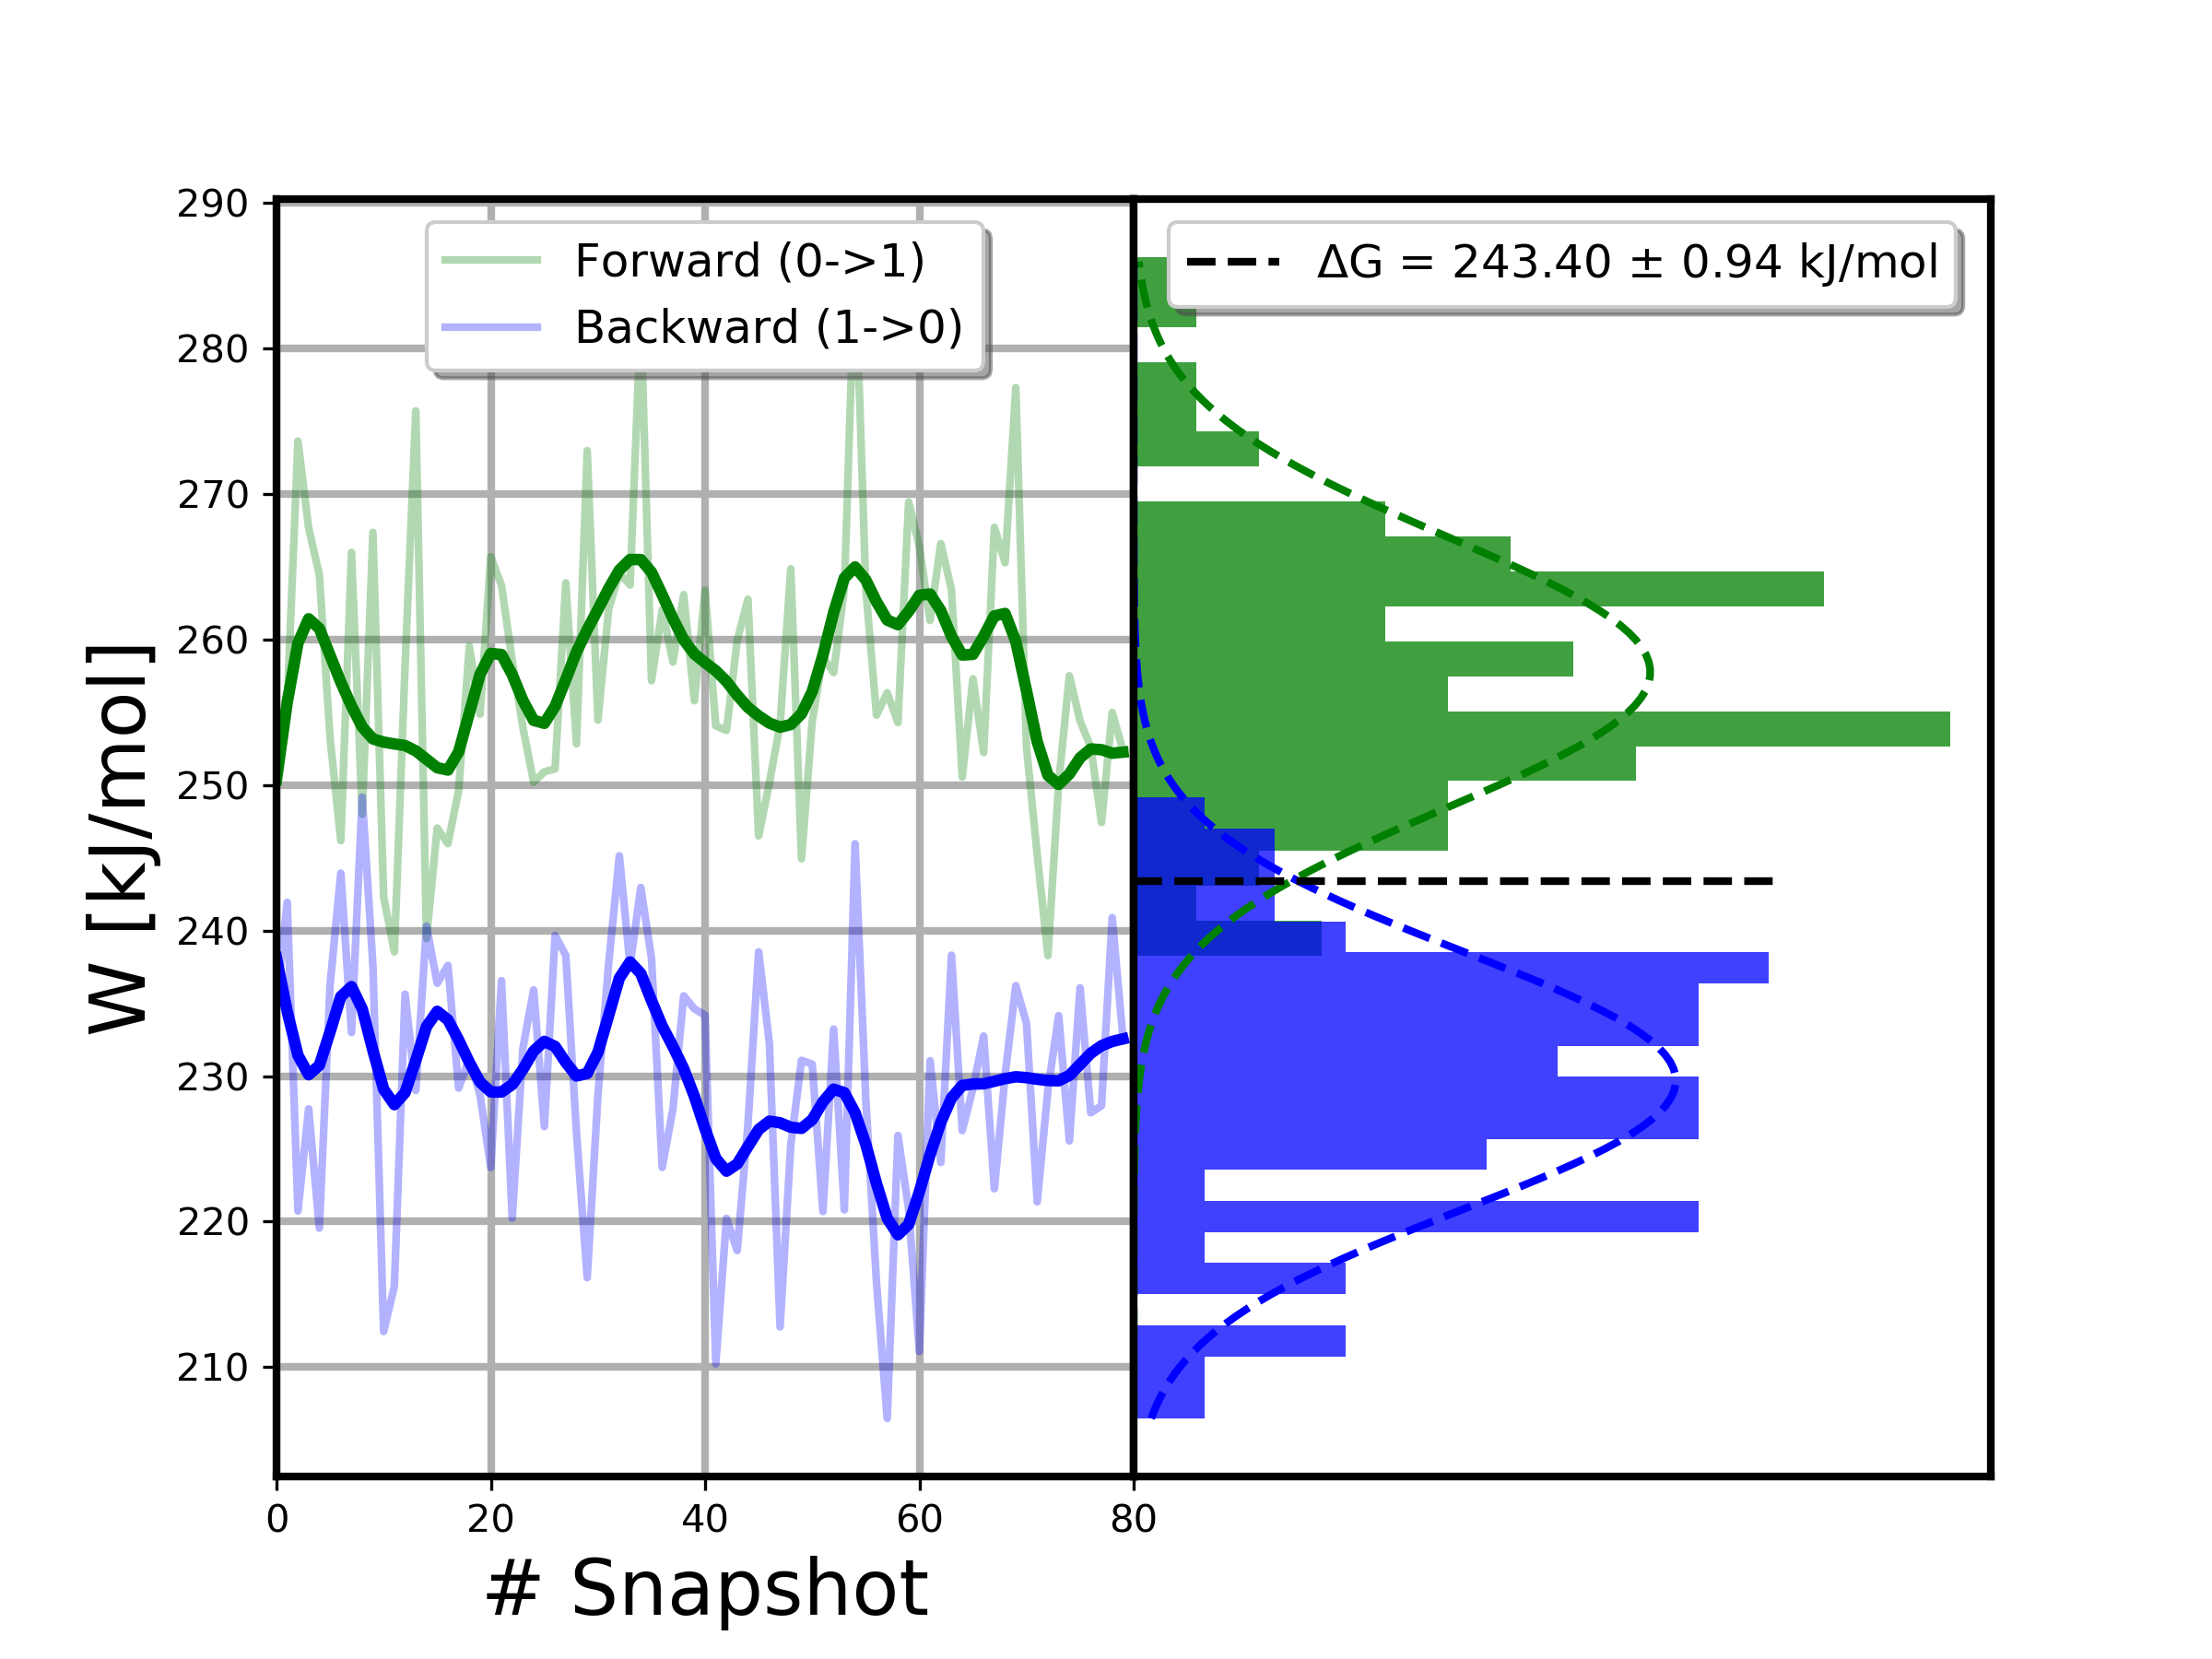 290
280
270
260
250
240
230
220
210
W [kJ/mol]
Forward (0->1)
Backward (1->0)
ΔG = 243.40 ± 0.94 kJ/mol
0 20 40 60 80
# Snapshot